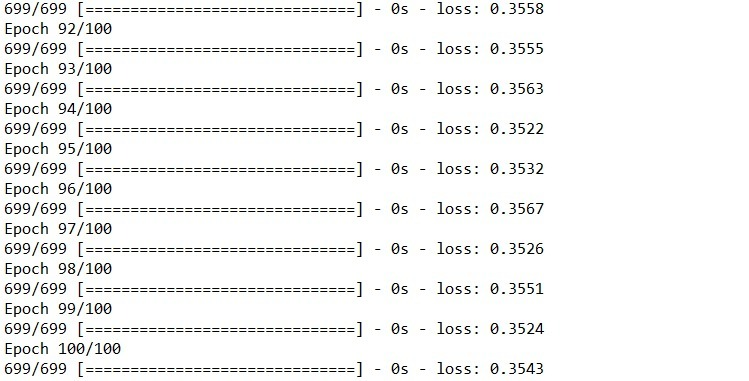 699/699 [==============================] - 0s - loss: 0.3558
Epoch 92/100
699/699 [==============================] - 0s - loss: 0.3555
Epoch 93/100
699/699 [==============================] - 0s - loss: 0.3563
Epoch 94/100
699/699 [==============================] - 0s - loss: 0.3522
Epoch 95/100
699/699 [==============================] - 0s - loss: 0.3532
Epoch 96/100
699/699 [==============================] - 0s - loss: 0.3567
Epoch 97/100
699/699 [==============================] - 0s - loss: 0.3526
Epoch 98/100
699/699 [==============================] - 0s - loss: 0.3551
Epoch 99/100
699/699 [==============================] - 0s - loss: 0.3524
Epoch 100/100
699/699 [==============================] - 0s - loss: 0.3543